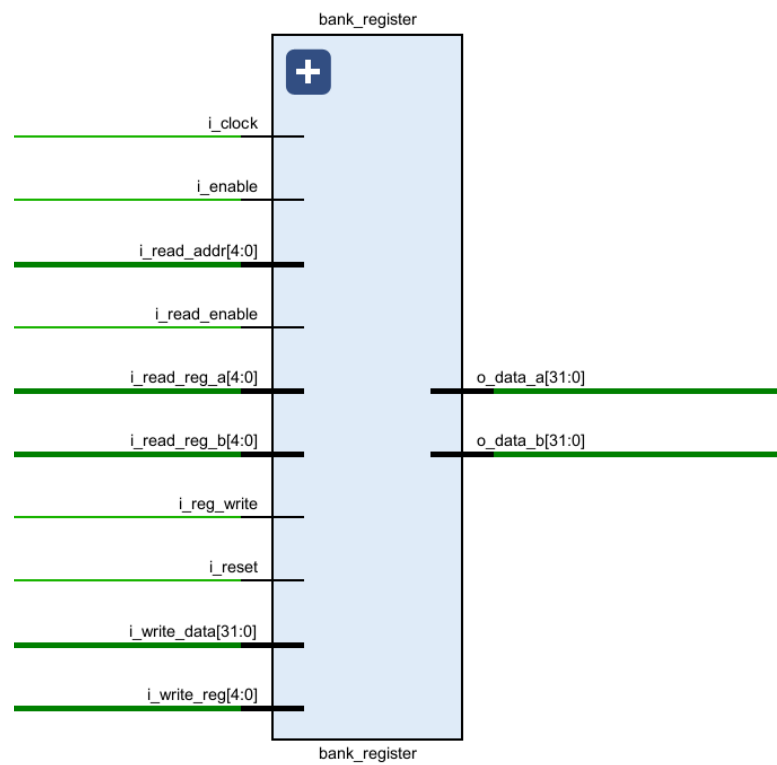 bank_register
i_clock
i_enable
i_read_addr[4:0]
i_read_enable
i_read_reg_a[4:0]
o_data_a[31:0]
i_read_reg_b[4:0]
o_data_b[31:0]
i_reg_write
i_reset
i_write_data[31:0]
i_write_reg[4:0]
bank_register